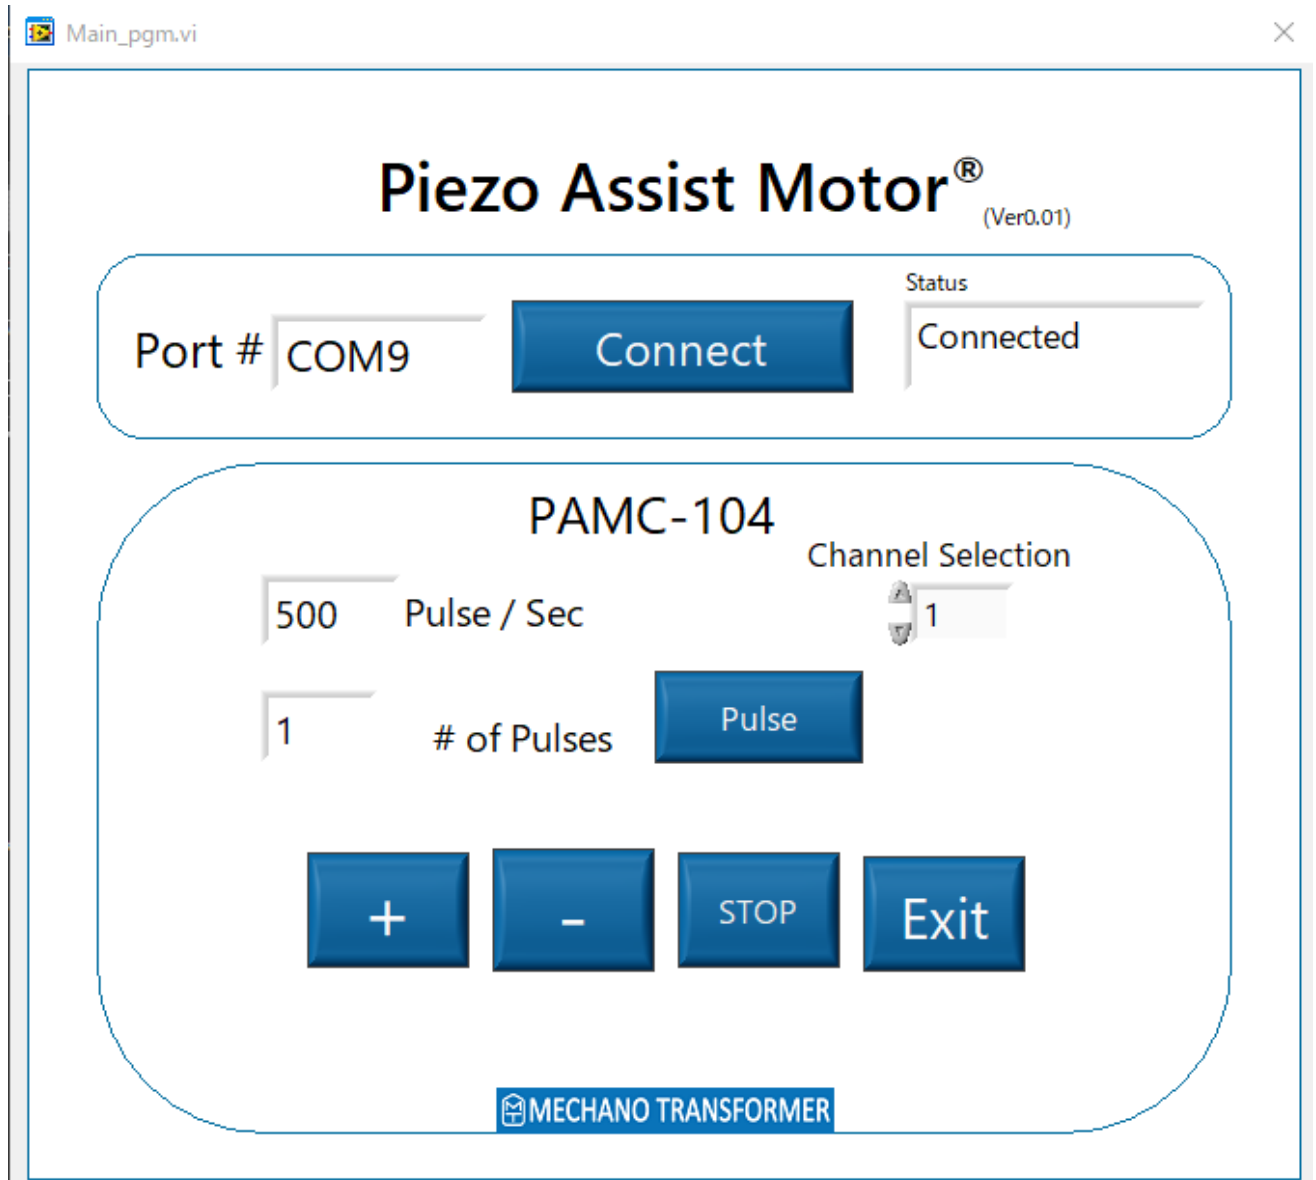 Main_pgm.vi
Piezo Assist Motor®
(Ver0.01)
Status
Port # COM9 Connect Connected
PAMC-104
Channel Selection
500 Pulse / Sec 1
1 # of Pulses Pulse
+ - STOP Exit
MECHANO TRANSFORMER